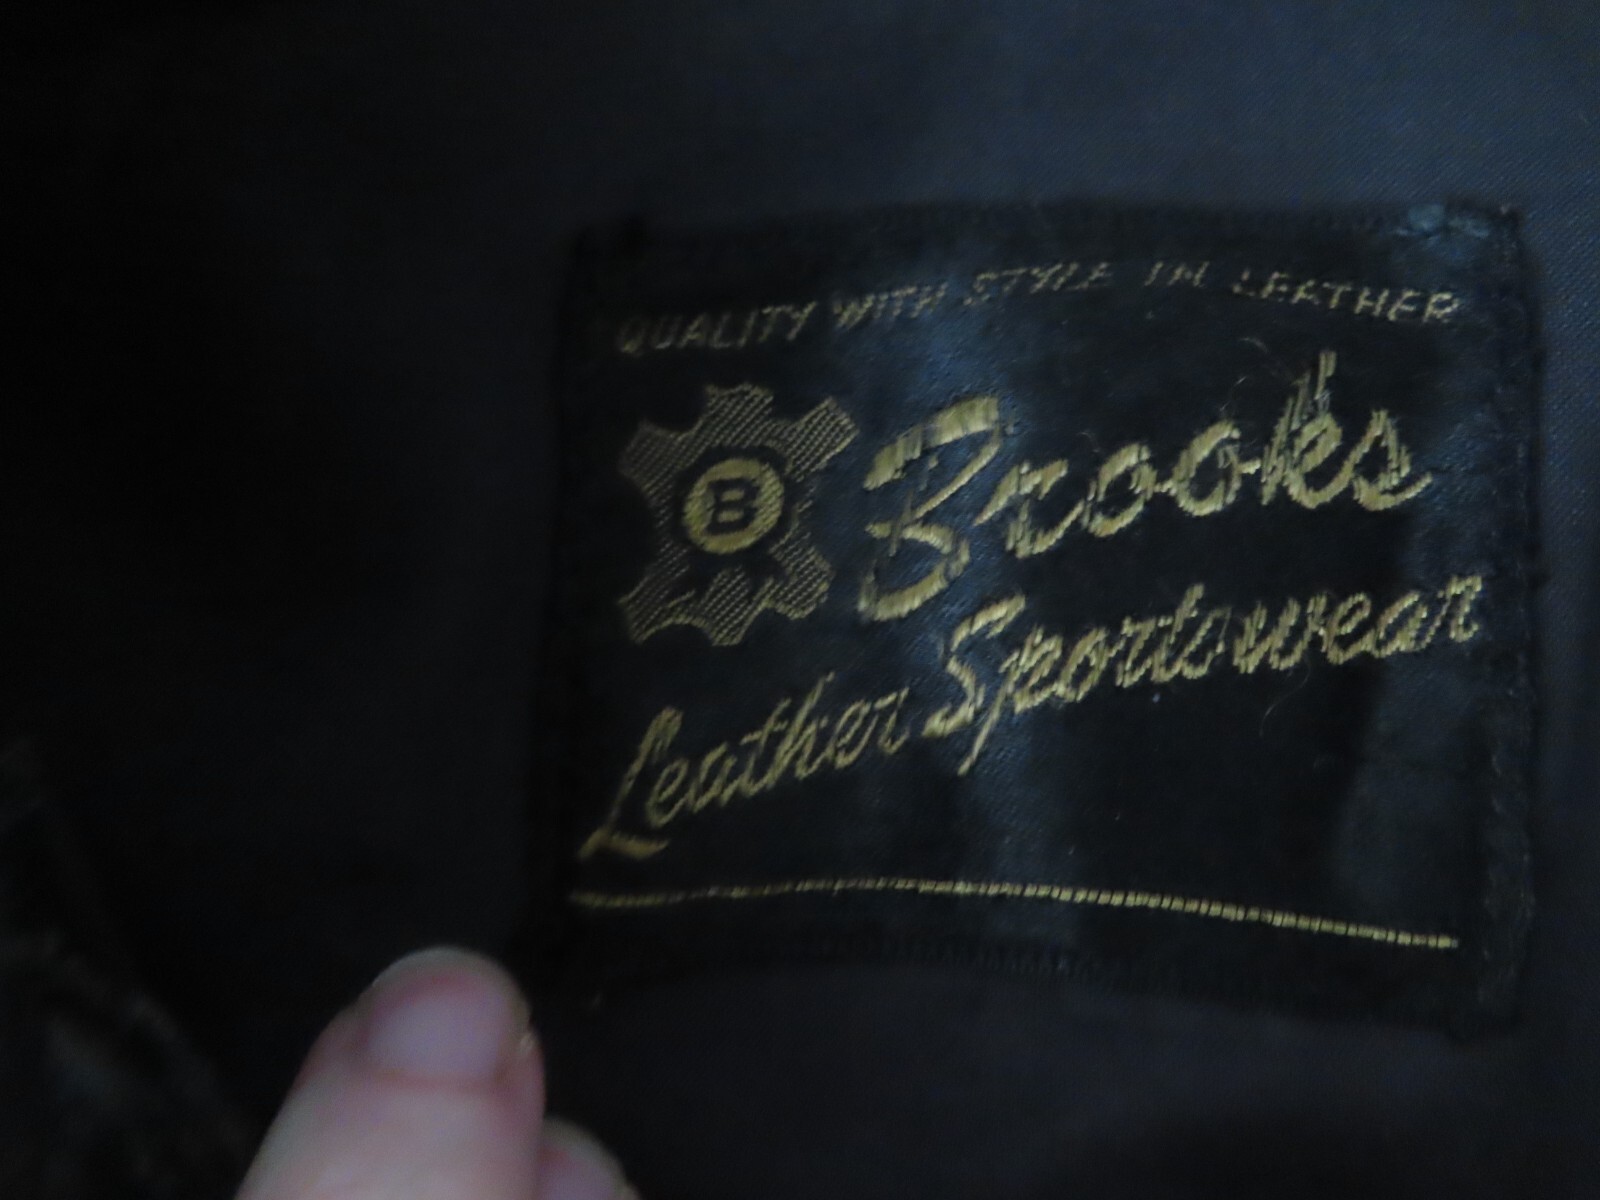 QUALITY WITH STYLE IN LEATHER
B
Brooks
Leather Sportswear